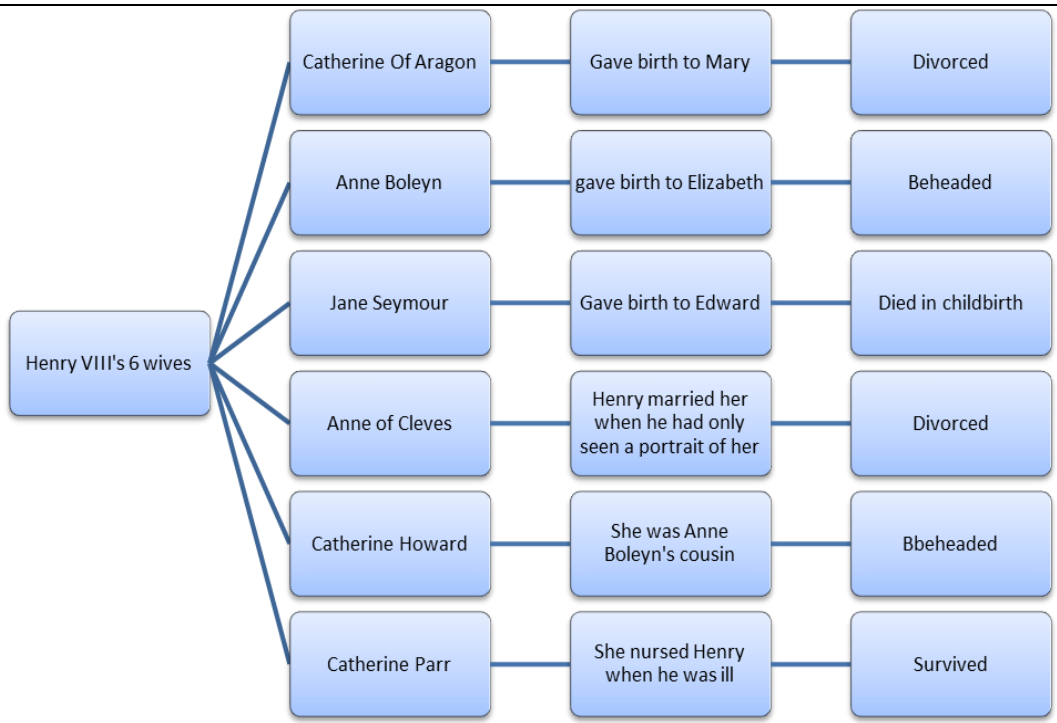 Henry VIII's 6 wives
Catherine Of Aragon
Gave birth to Mary
Divorced
Anne Boleyn
gave birth to Elizabeth
Beheaded
Jane Seymour
Gave birth to Edward
Died in childbirth
Anne of Cleves
Henry married her
when he had only
seen a portrait of her
Divorced
Catherine Howard
She was Anne
Boleyn's cousin
Bbeheaded
Catherine Parr
She nursed Henry
when he was ill
Survived